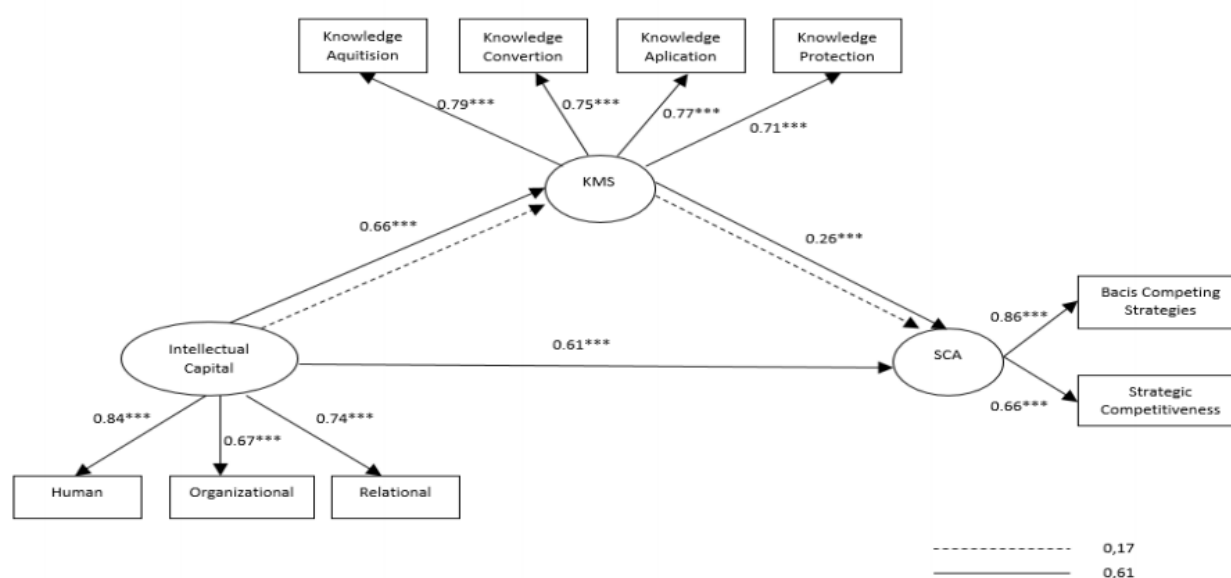 Knowledge
Aquitision
Knowledge
Convertion
Knowledge
Aplication
Knowledge
Protection
0.79***
0.75***
0.77***
0.71***
KMS
0.66***
0.26***
Intellectual
Capital
0.61***
SCA
0.86***
Bacis Competing
Strategies
0.66***
Strategic
Competitiveness
0.84***
0.67***
0.74***
Human
Organizational
Relational
0,17
0,61